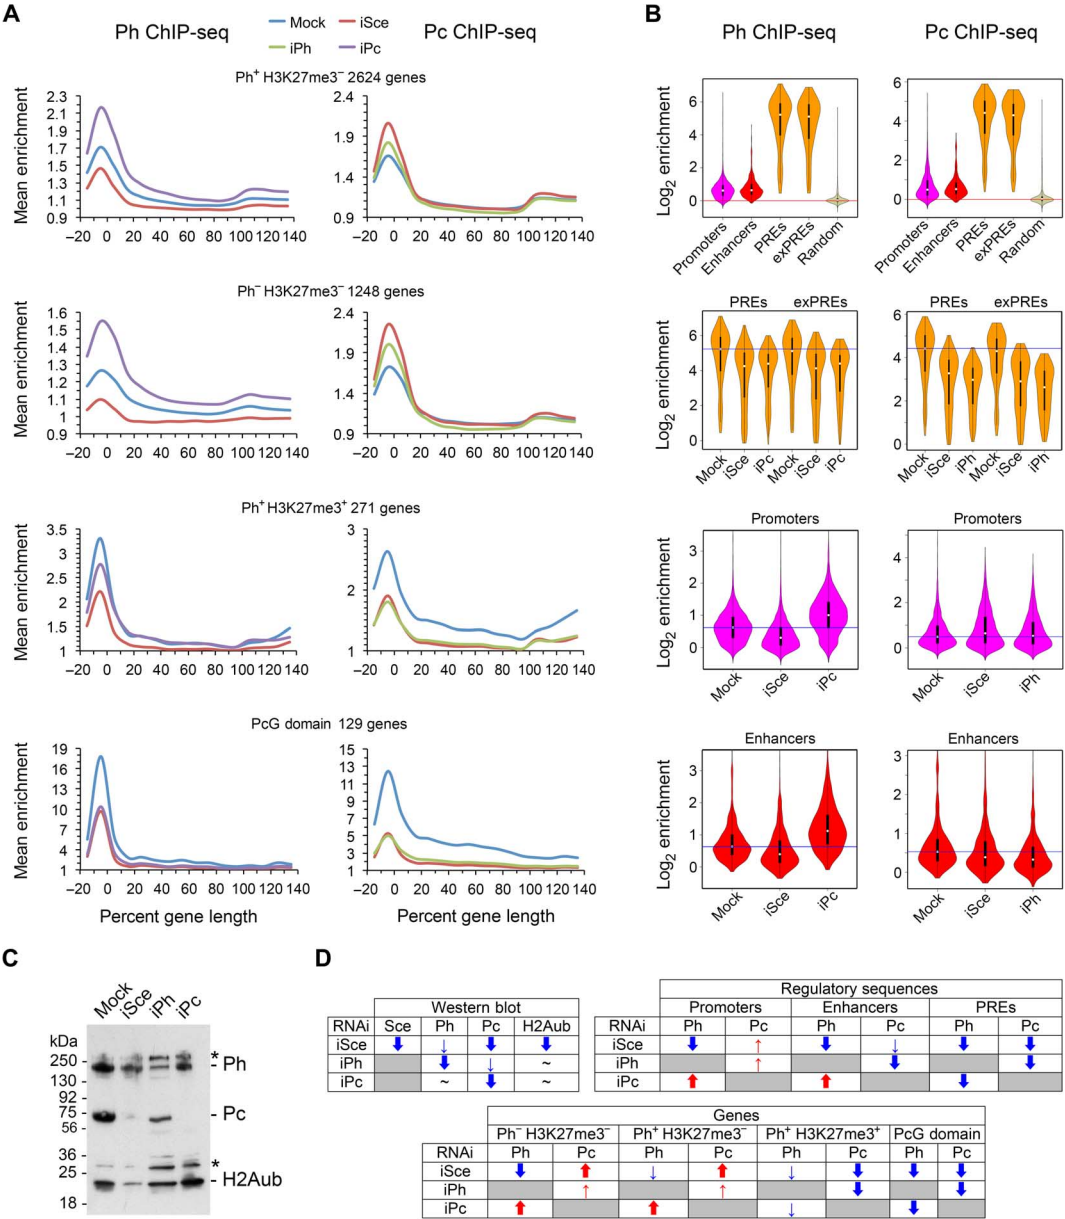 A
Ph ChIP-seq
Mock
iSce
iPh
iPc
Pc ChIP-seq
Ph⁺ H3K27me3⁻ 2624 genes
Mean enrichment
2.3
2.1
1.9
1.7
1.5
1.3
1.1
0.9
–20 0 20 40 60 80 100 120 140
2.4
1.9
1.4
0.9
–20 0 20 40 60 80 100 120 140
Ph⁻ H3K27me3⁻ 1248 genes
Mean enrichment
1.6
1.5
1.4
1.3
1.2
1.1
1
0.9
–20 0 20 40 60 80 100 120 140
2.4
1.9
1.4
0.9
–20 0 20 40 60 80 100 120 140
Ph⁺ H3K27me3⁺ 271 genes
Mean enrichment
3.5
3
2.5
2
1.5
1
–20 0 20 40 60 80 100 120 140
3
2.5
2
1.5
1
–20 0 20 40 60 80 100 120 140
PcG domain 129 genes
Mean enrichment
19
16
13
10
7
4
1
–20 0 20 40 60 80 100 120 140
15
13
11
9
7
5
3
1
–20 0 20 40 60 80 100 120 140
Percent gene length
Percent gene length
B
Ph ChIP-seq
Pc ChIP-seq
Log₂ enrichment
6
4
2
0
Promoters Enhancers PREs exPREs Random
6
4
2
0
Promoters Enhancers PREs exPREs Random
PREs exPREs
Log₂ enrichment
6
4
2
0
Mock iSce iPc Mock iSce iPc
PREs exPREs
6
4
2
0
Mock iSce iPh Mock iSce iPh
Promoters
Log₂ enrichment
3
2
1
0
Mock iSce iPc
Promoters
4
2
0
Mock iSce iPh
Enhancers
Log₂ enrichment
3
2
1
0
Mock iSce iPc
Enhancers
3
2
1
0
Mock iSce iPh
C
Mock iSce iPh iPc
kDa
250
130
92
75
56
36
25
18
*
- Ph
- Pc
*
- H2Aub
D
Western blot
RNAi Sce Ph Pc H2Aub
iSce ⬇ ↓ ⬇ ⬇
iPh ⬇ ↓ ~
iPc ~ ⬇ ~
Regulatory sequences
Promoters Enhancers PREs
RNAi Ph Pc Ph Pc Ph Pc
iSce ⬇ ↑ ⬇ ↓ ⬇ ⬇
iPh ↑ ⬇ ⬇
iPc ⬆ ⬆ ⬇
Genes
Ph⁻ H3K27me3⁻ Ph⁺ H3K27me3⁻ Ph⁺ H3K27me3⁺ PcG domain
RNAi Ph Pc Ph Pc Ph Pc Ph Pc
iSce ⬇ ⬆ ↓ ⬆ ↓ ⬇ ⬇ ⬇
iPh ↑ ↑ ⬇ ⬇
iPc ⬆ ⬆ ↓ ⬇